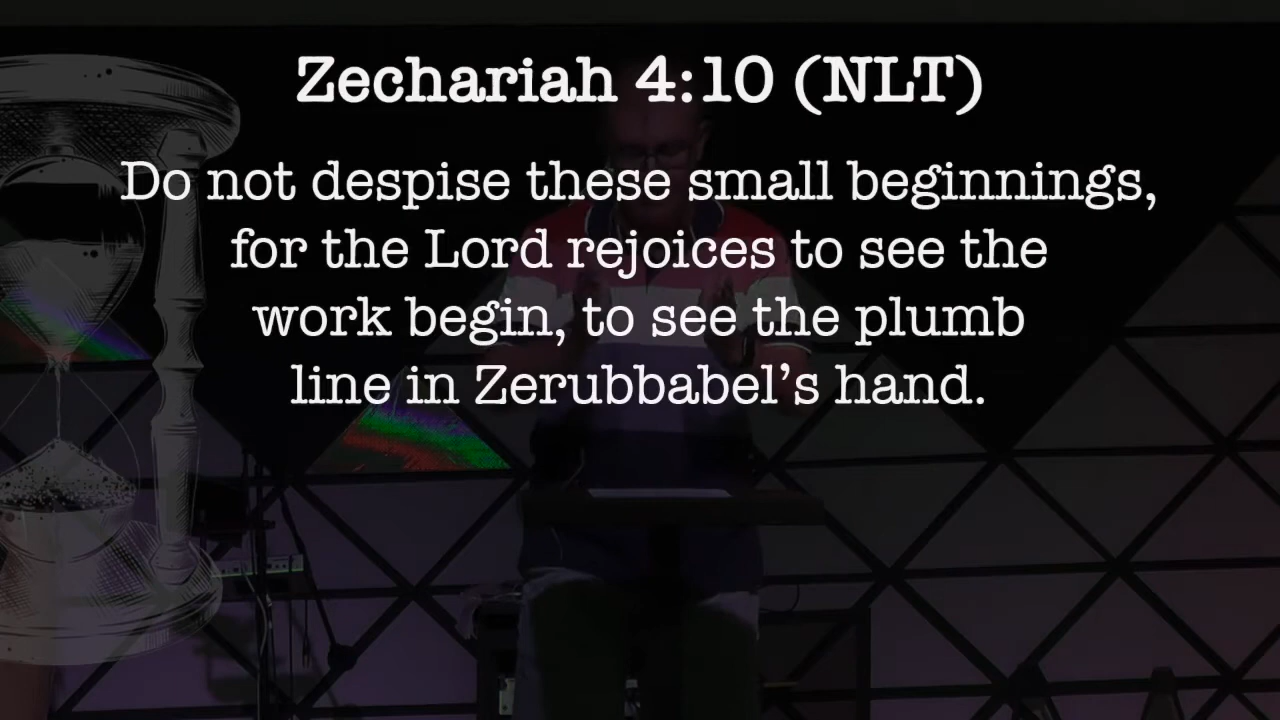 Zechariah 4:10 (NLT)
Do not despise these small beginnings,
for the Lord rejoices to see the
work begin, to see the plumb
line in Zerubbabel’s hand.